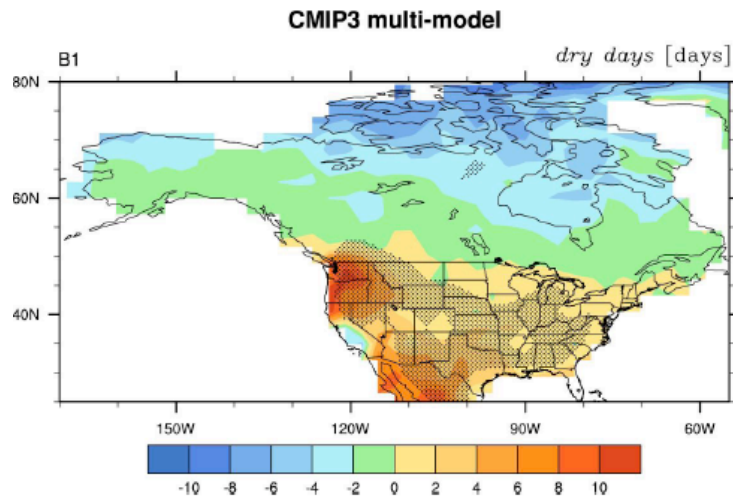 CMIP3 multi-model
B1
dry days [days]
80N
60N
40N
150W 120W 90W 60W
-10 -8 -6 -4 -2 0 2 4 6 8 10